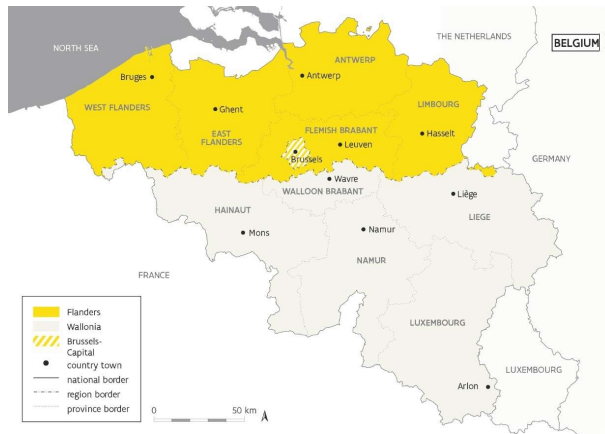 NORTH SEA
THE NETHERLANDS
BELGIUM
ANTWERP
Bruges
Antwerp
WEST FLANDERS
LIMBOURG
Ghent
FLEMISH BRABANT
EAST
FLANDERS
Hasselt
Leuven
Brussels
GERMANY
Wavre
WALLOON BRABANT
Liège
HAINAUT
LIEGE
Mons
Namur
NAMUR
FRANCE
Flanders
Wallonia
Brussels-
Capital
country town
national border
region border
province border
LUXEMBOURG
LUXEMBOURG
Arlon
0
50 km